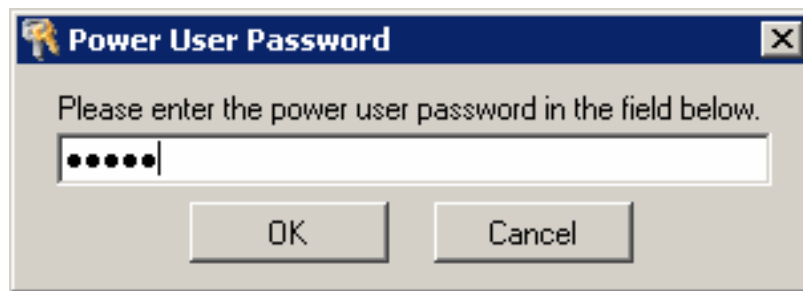 Power User Password
Please enter the power user password in the field below.
●●●●●
OK Cancel